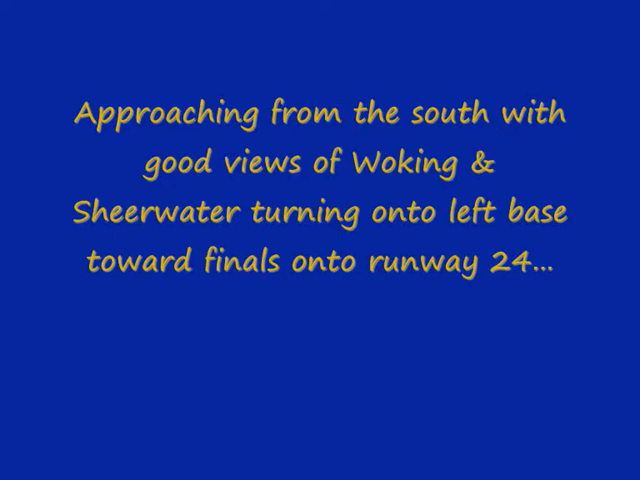 Approaching from the south with
good views of Woking &
Sheerwater turning onto left base
toward finals onto runway 24...